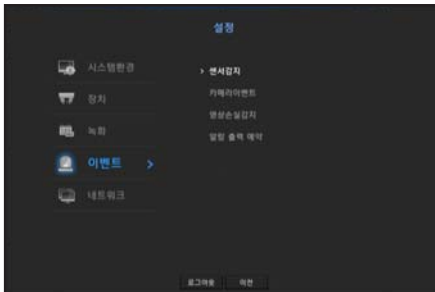 설정
시스템환경
장치
녹화
이벤트 >
네트워크
> 센서감지
카메라이벤트
영상손실감지
알람 출력 예약
로그아웃 이전